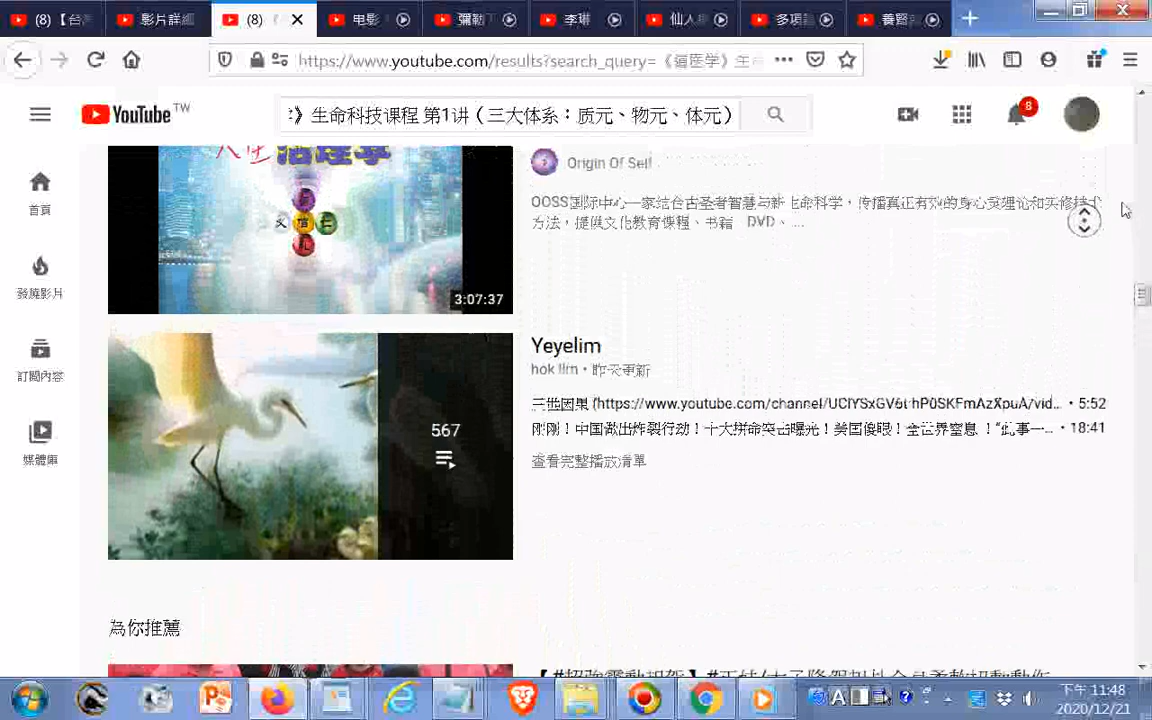 (8) 【台
影片詳細
(8)
电影
彌勒
李琳
仙人
多項
養賢
https://www.youtube.com/results?search_query=《循医学》生
YouTube TW
》生命科技课程 第1讲（三大体系：质元、物元、体元）
8
首頁
發燒影片
訂閱內容
媒體庫
3:07:37
Origin Of Self
OOSS国际中心—家结合古圣者智慧与新生命科学，传播真正有效的身心灵理论和实修技术
方法，提供文化教育课程、书籍 DVD、...
567
Yeyelim
hok lim • 昨天更新
三世因果 (https://www.youtube.com/channel/ • 5:52
刚刚！中国做出炸裂行动！十大拼命突击曝光！美国傻眼！全世界窒息！“此事一... • 18:41
查看完整播放清單
為你推薦
下午 11:48
2020/12/21